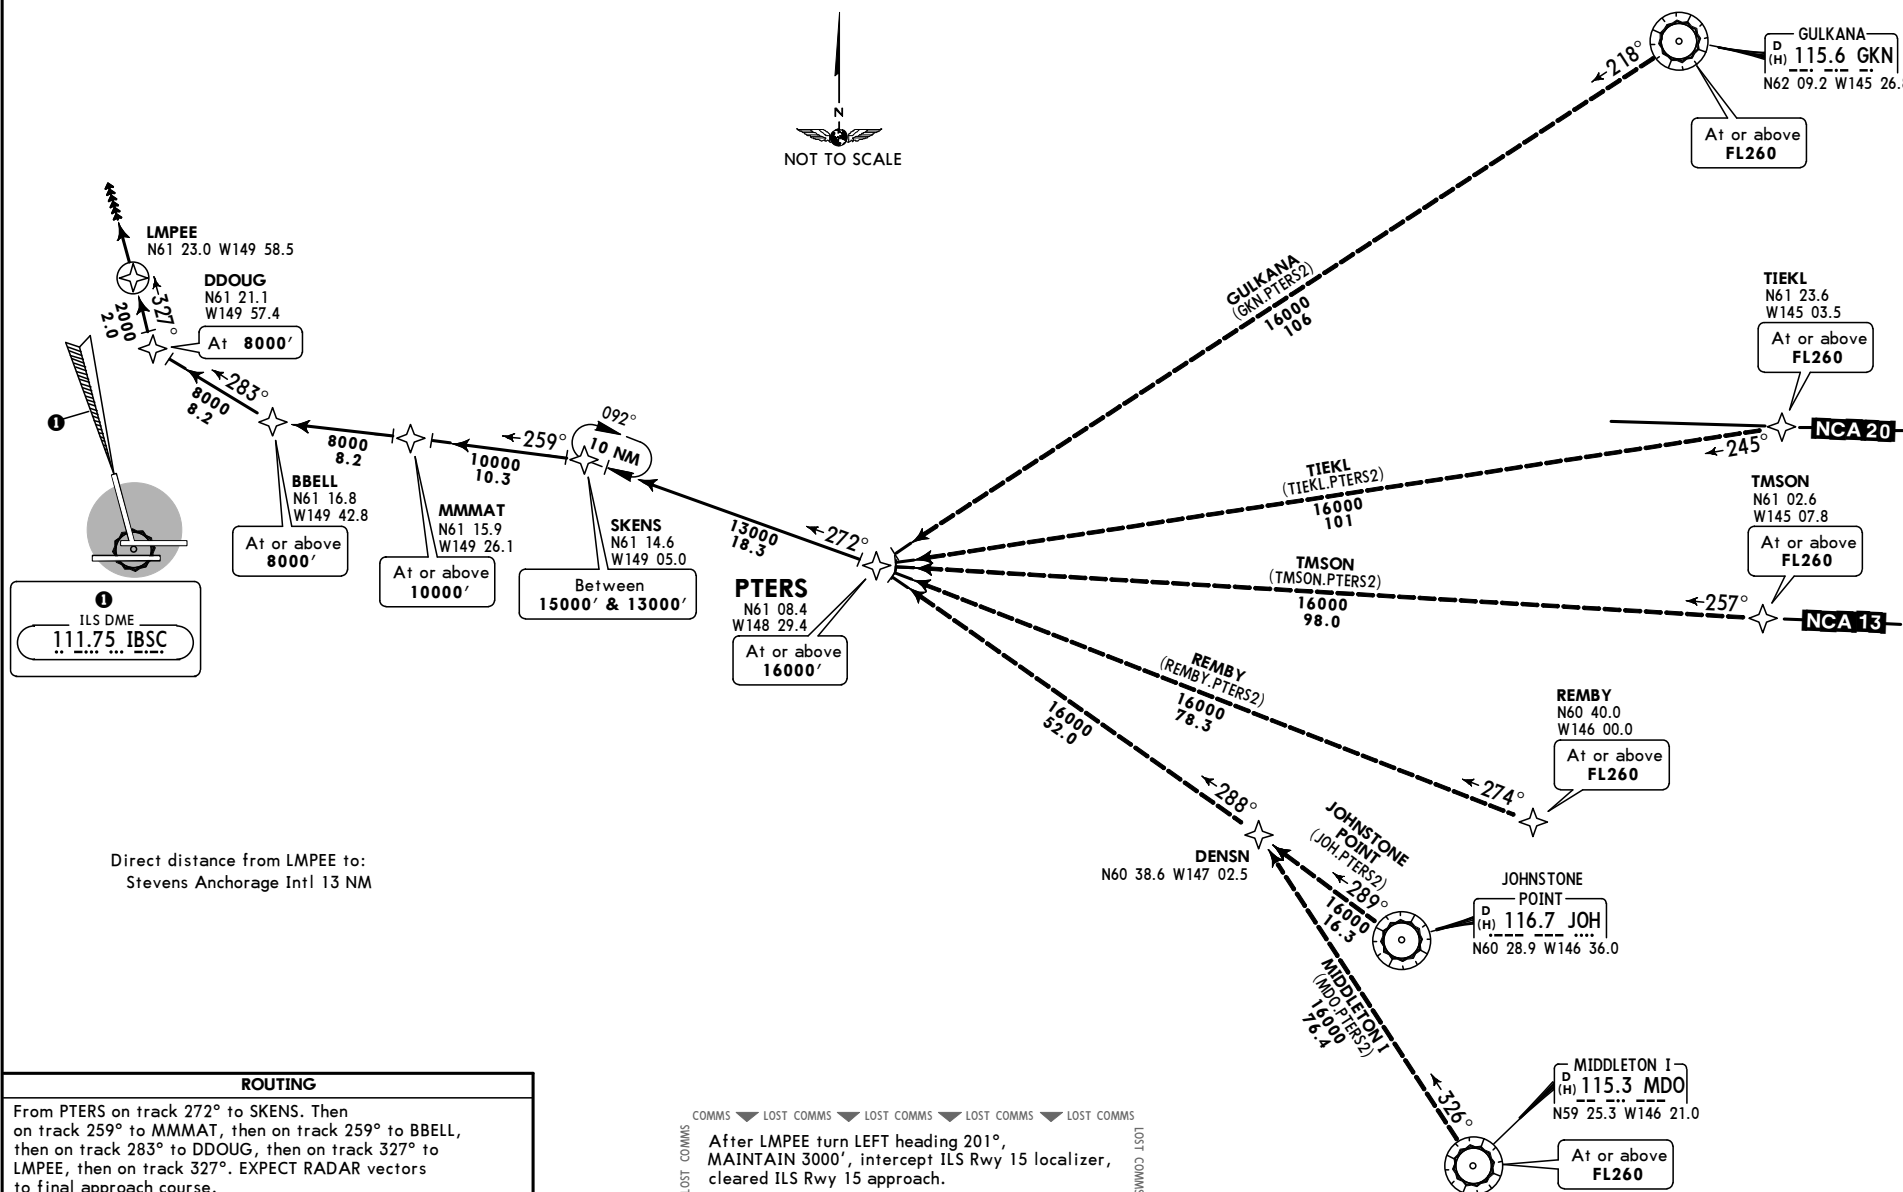 N
NOT TO SCALE
218°
GULKANA
D
(H) 115.6 GKN
N62 09.2 W145 26.
At or above
FL260
LMPEE
N61 23.0 W149 58.5
DDOUG
N61 21.1
W149 57.4
At 8000'
327°
2000
2.0
283°
8000
8.2
1
GULKANA
(GKN.PTERS2)
16000
106
TIEKL
N61 23.6
W145 03.5
At or above
FL260
NCA 20
245°
TIEKL
(TIEKL.PTERS2)
16000
101
092°
10 NM
259°
8000
8.2
10000
10.3
BBELL
N61 16.8
W149 42.8
At or above
8000'
MMMAT
N61 15.9
W149 26.1
At or above
10000'
SKENS
N61 14.6
W149 05.0
Between
15000' & 13000'
13000
18.3
272°
PTERS
N61 08.4
W148 29.4
At or above
16000'
TMSON
N61 02.6
W145 07.8
At or above
FL260
NCA 13
257°
TMSON
(TMSON.PTERS2)
16000
98.0
1
ILS DME
111.75 IBSC
REMBY
(REMBY.PTERS2)
16000
78.3
REMBY
N60 40.0
W146 00.0
At or above
FL260
274°
16000
52.0
288°
DENSN
N60 38.6 W147 02.5
JOHNSTONE
POINT
(JOH.PTERS2)
289°
16000
16.3
JOHNSTONE
POINT
D
(H) 116.7 JOH
N60 28.9 W146 36.0
Direct distance from LMPEE to:
Stevens Anchorage Intl 13 NM
MIDDLETON I
(MDO.PTERS2)
16000
76.4
326°
MIDDLETON I
D
(H) 115.3 MDO
N59 25.3 W146 21.0
At or above
FL260
ROUTING
From PTERS on track 272° to SKENS. Then
on track 259° to MMMAT, then on track 259° to BBELL,
then on track 283° to DDOUG, then on track 327° to
LMPEE, then on track 327°. EXPECT RADAR vectors
to final approach course.
COMMS LOST COMMS LOST COMMS LOST COMMS LOST COMMS
LOST COMMS
After LMPEE turn LEFT heading 201°,
MAINTAIN 3000', intercept ILS Rwy 15 localizer,
cleared ILS Rwy 15 approach.
LOST COMMS